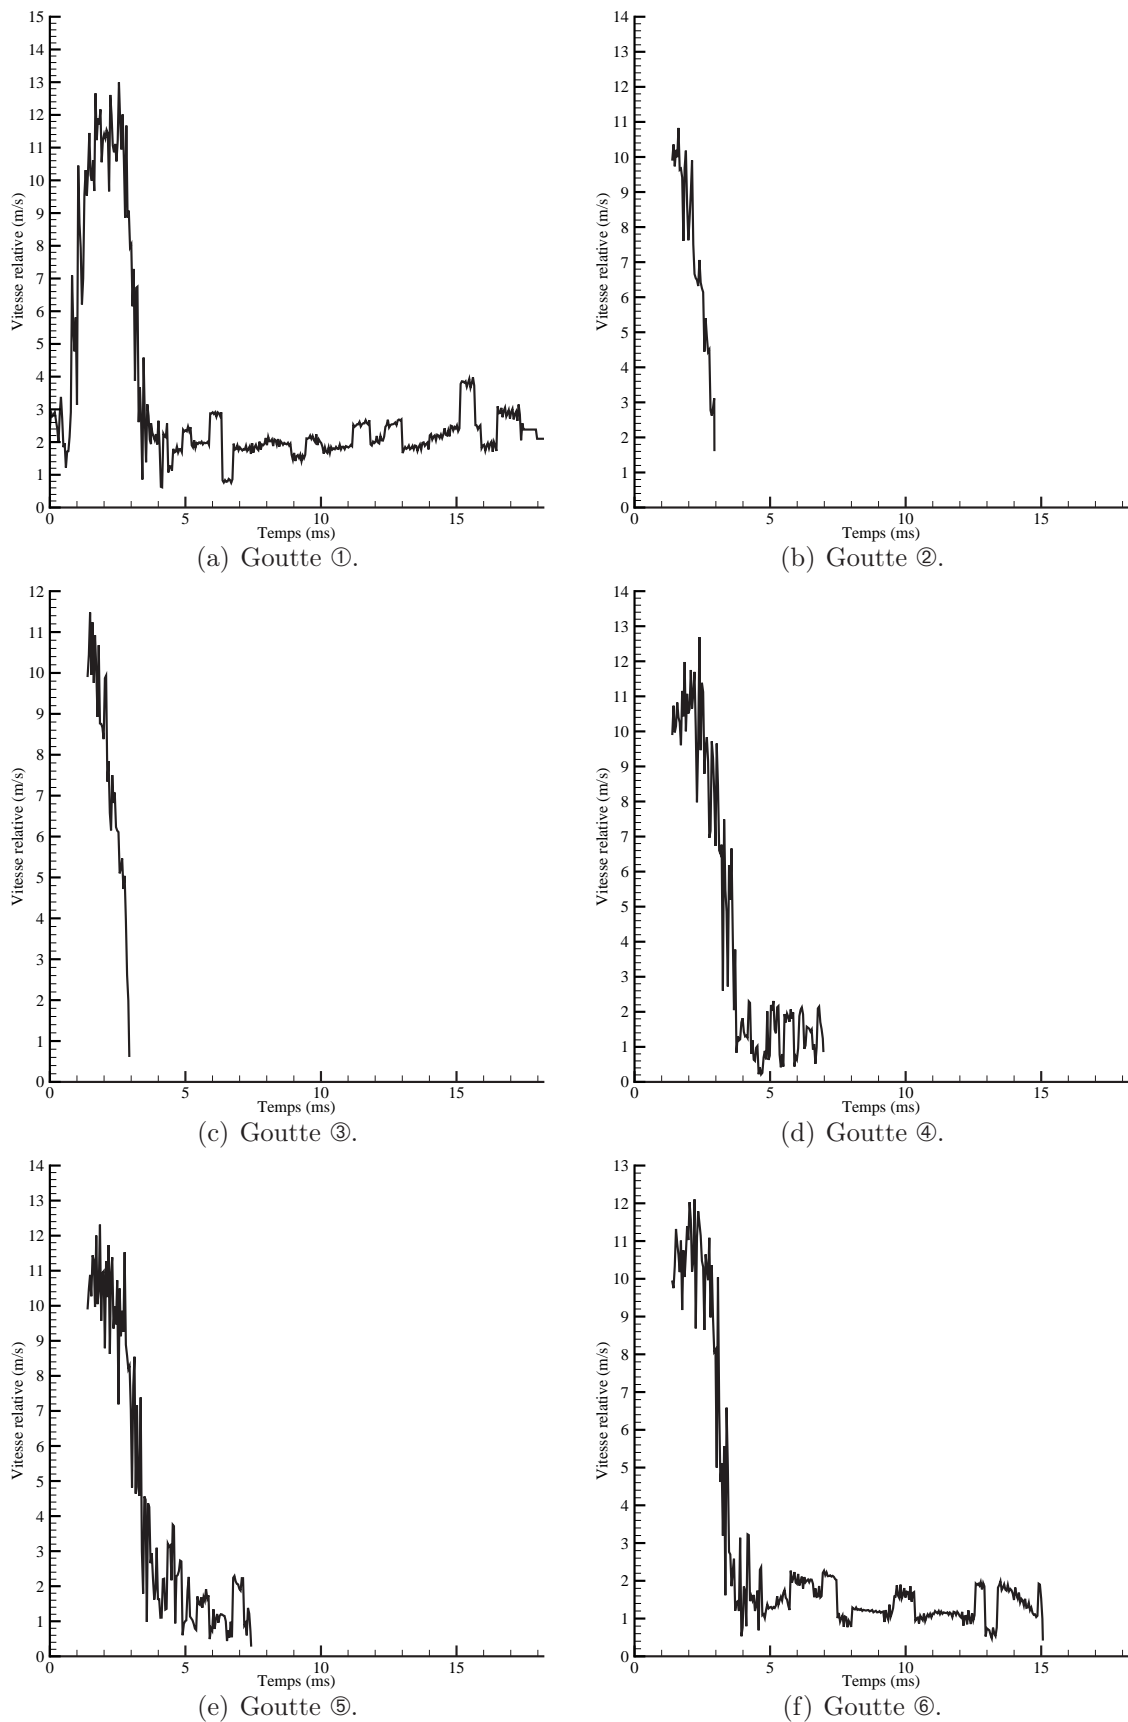 Vitesse relative (m/s)
0 1 2 3 4 5 6 7 8 9 10 11 12 13 14 15
0 5 10 15
Temps (ms)
(a) Goutte ①.
Vitesse relative (m/s)
0 1 2 3 4 5 6 7 8 9 10 11 12 13 14
0 5 10 15
Temps (ms)
(b) Goutte ②.
Vitesse relative (m/s)
0 1 2 3 4 5 6 7 8 9 10 11 12
0 5 10 15
Temps (ms)
(c) Goutte ③.
Vitesse relative (m/s)
0 1 2 3 4 5 6 7 8 9 10 11 12 13 14
0 5 10 15
Temps (ms)
(d) Goutte ④.
Vitesse relative (m/s)
0 1 2 3 4 5 6 7 8 9 10 11 12 13 14
0 5 10 15
Temps (ms)
(e) Goutte ⑤.
Vitesse relative (m/s)
0 1 2 3 4 5 6 7 8 9 10 11 12 13
0 5 10 15
Temps (ms)
(f) Goutte ⑥.